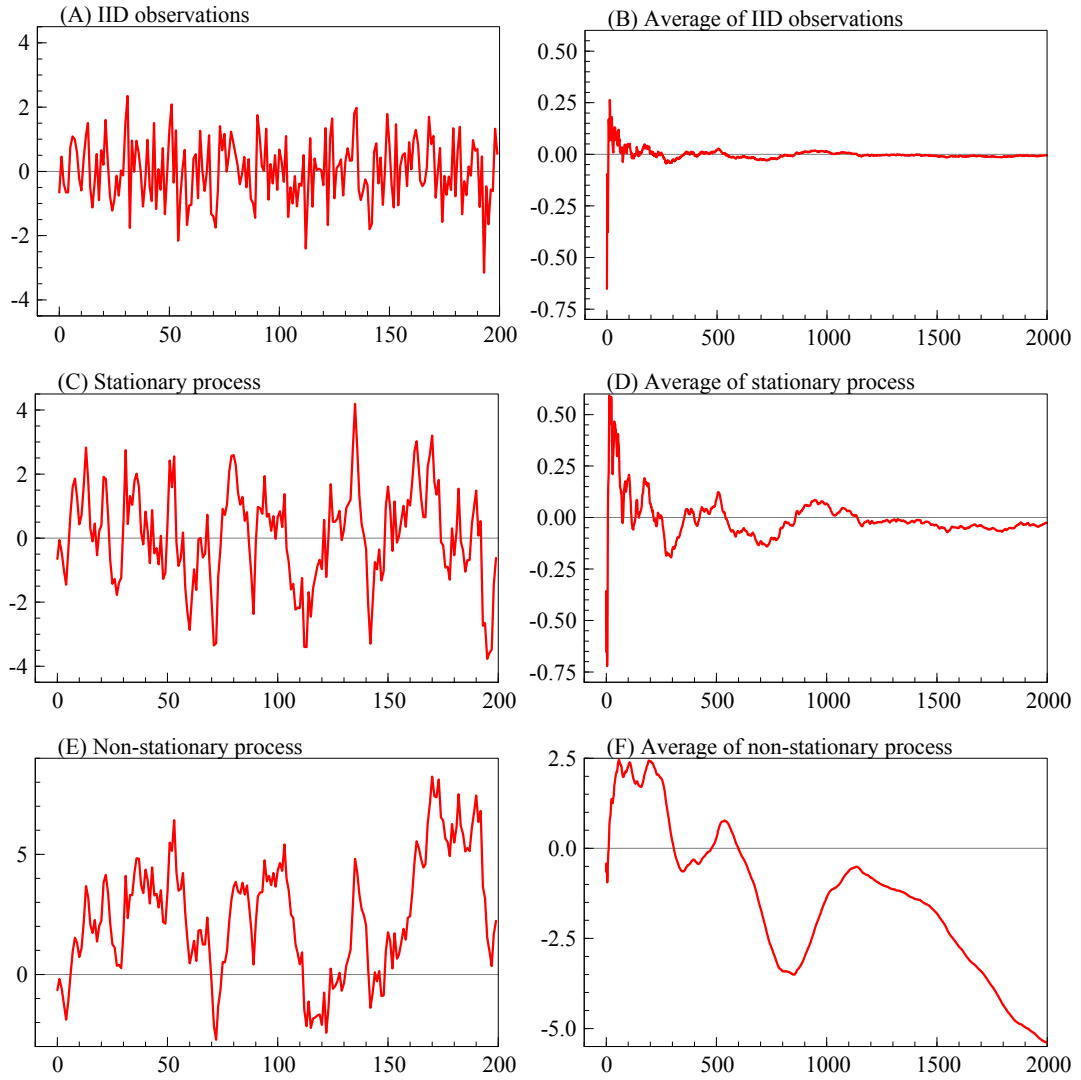 (A) IID observations
4
2
0
-2
-4
0 50 100 150 200
(B) Average of IID observations
0.50
0.25
0.00
-0.25
-0.50
-0.75
0 500 1000 1500 2000
(C) Stationary process
4
2
0
-2
-4
0 50 100 150 200
(D) Average of stationary process
0.50
0.25
0.00
-0.25
-0.50
-0.75
0 500 1000 1500 2000
(E) Non-stationary process
5
0
0 50 100 150 200
(F) Average of non-stationary process
2.5
0.0
-2.5
-5.0
0 500 1000 1500 2000